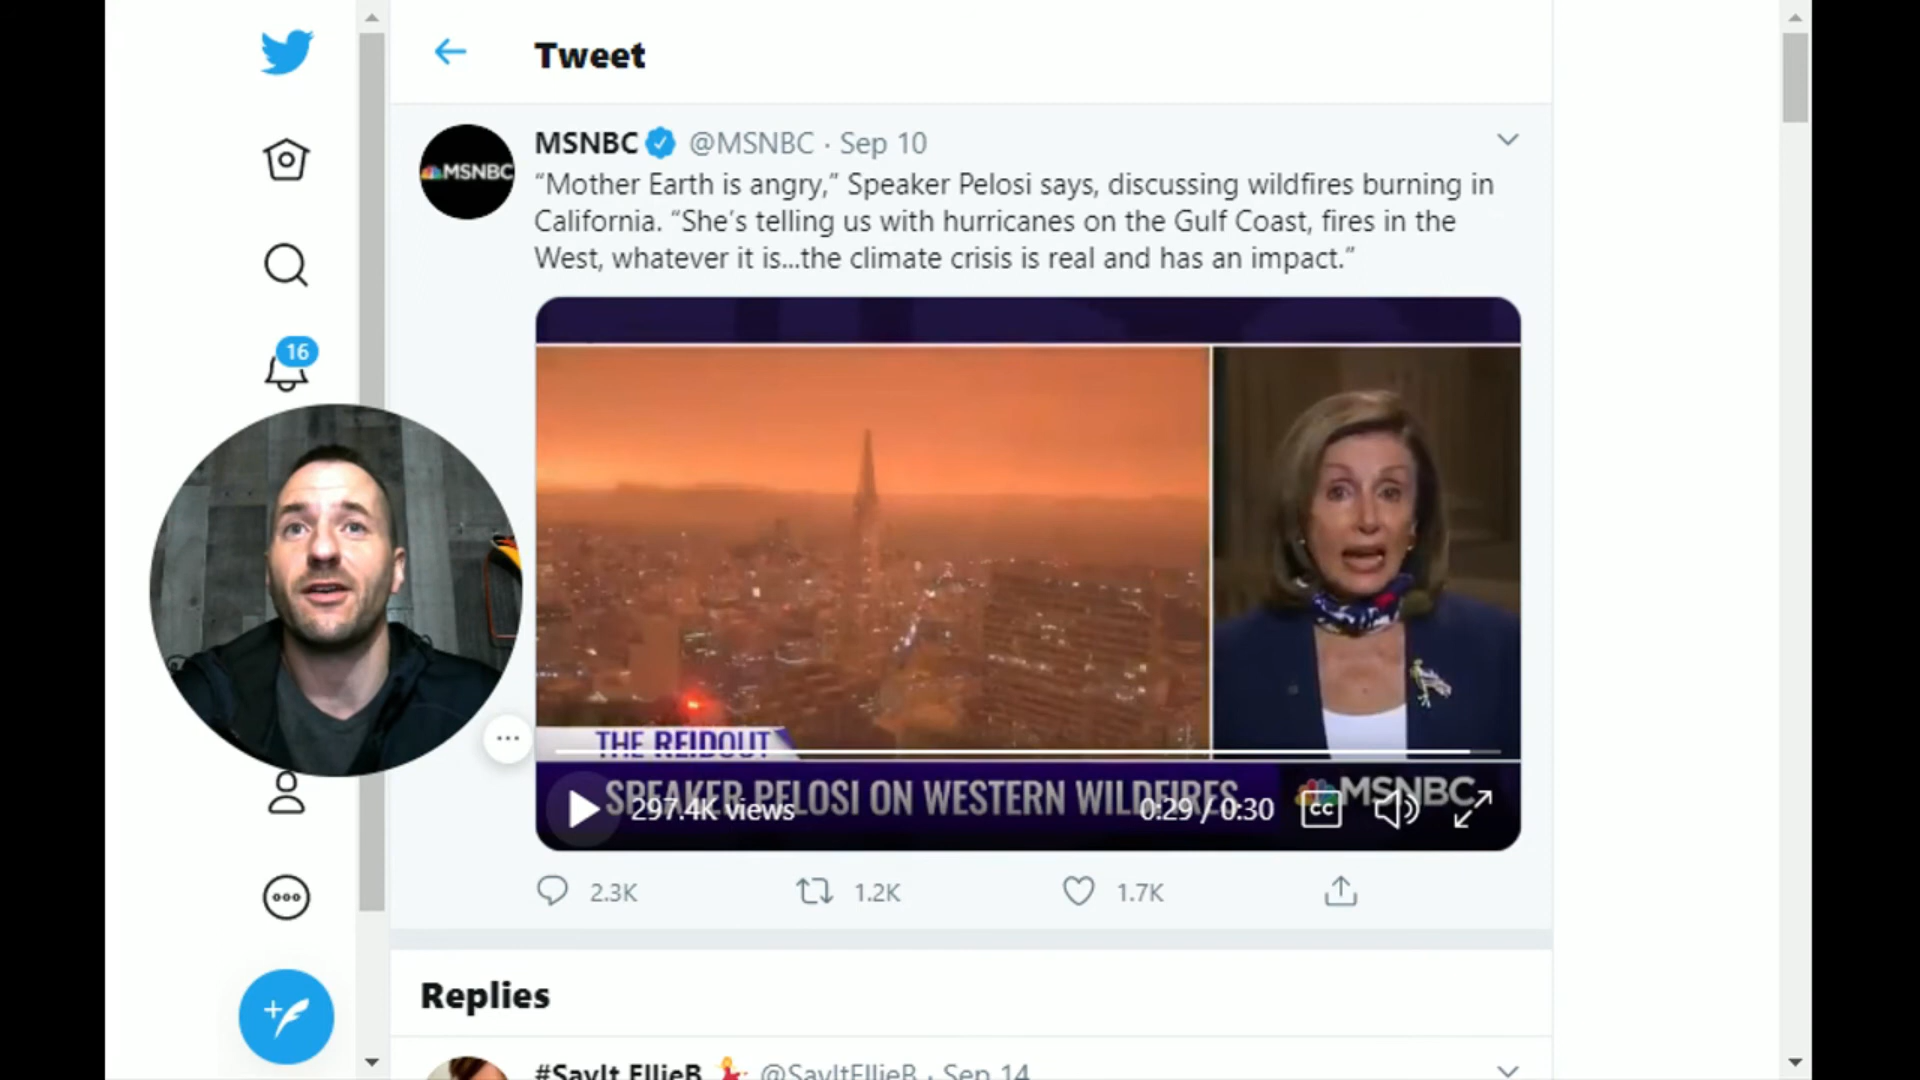 Tweet
MSNBC @MSNBC · Sep 10
MSNBC
“Mother Earth is angry,” Speaker Pelosi says, discussing wildfires burning in
California. “She’s telling us with hurricanes on the Gulf Coast, fires in the
West, whatever it is...the climate crisis is real and has an impact.”
16
THE REIDOUT
SPEAKER PELOSI ON WESTERN WILDFIRES
MSNBC
297.4K views
0:29 / 0:30
CC
2.3K
1.2K
1.7K
Replies
#SayIt EllieB @SayItEllieB · Sep 14